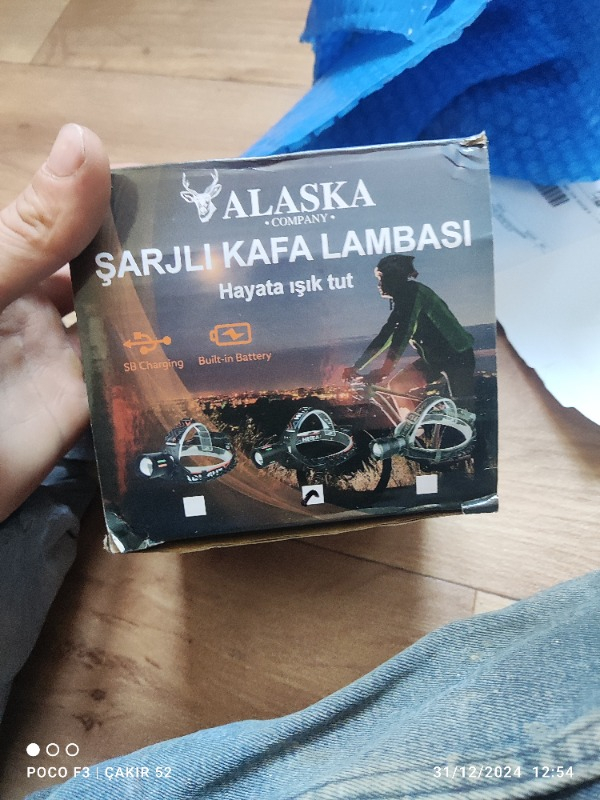 ALASKA
• COMPANY •
ŞARJLI KAFA LAMBASI
Hayata ışık tut
SB Charging
Built-in Battery
POCO F3 | ÇAKIR 52
31/12/2024 12:54